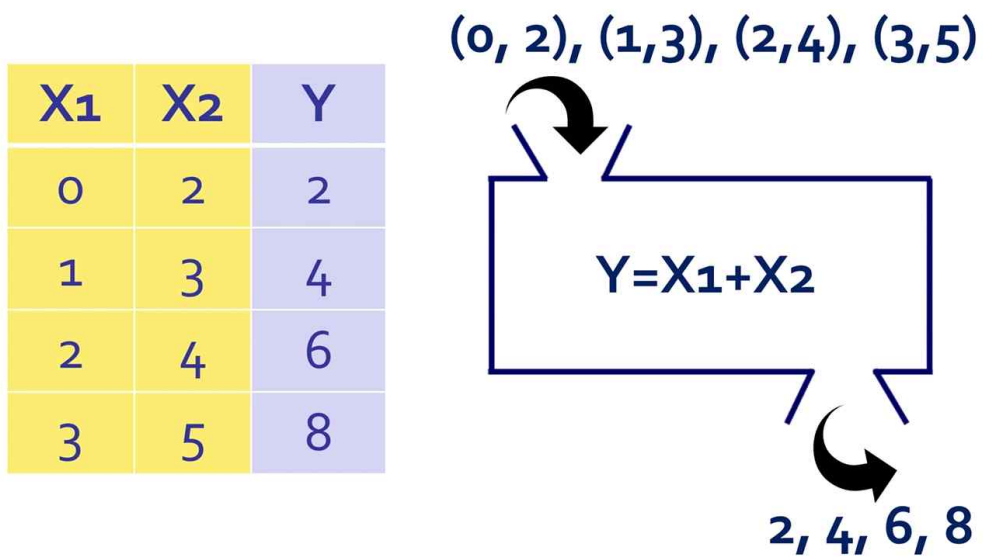 (0, 2), (1,3), (2,4), (3,5)
X1 X2 Y
0 2 2
1 3 4
2 4 6
3 5 8
Y=X1+X2
2, 4, 6, 8